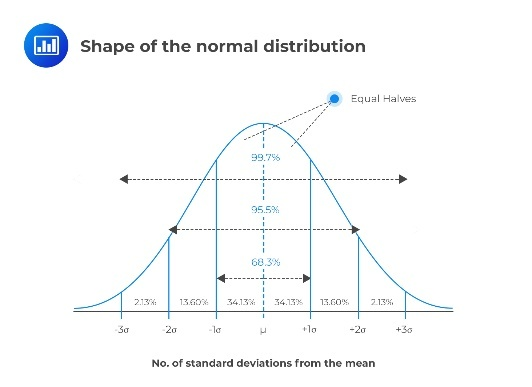 Shape of the normal distribution
Equal Halves
99.7%
95.5%
68.3%
2.13% 13.60% 34.13% 34.13% 13.60% 2.13%
-3σ -2σ -1σ μ +1σ +2σ +3σ
No. of standard deviations from the mean